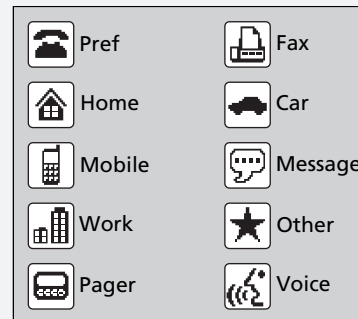 Pref
Fax
Home
Car
Mobile
Message
Work
Other
Pager
Voice